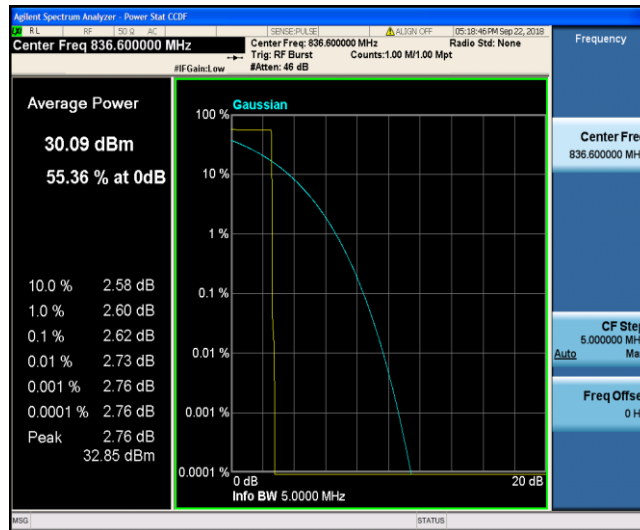 Agilent Spectrum Analyzer - Power Stat CCDF
RL RF 50 Ω AC SENSE:PULSE ALIGN OFF 05:18:46 PM Sep 22, 2018
Center Freq 836.600000 MHz
Center Freq: 836.600000 MHz Radio Std: None
Trig: RF Burst Counts:1.00 M/1.00 Mpt
#IFGain:Low #Atten: 46 dB
Frequency
Average Power
30.09 dBm
55.36 % at 0dB
10.0 % 2.58 dB
1.0 % 2.60 dB
0.1 % 2.62 dB
0.01 % 2.73 dB
0.001 % 2.76 dB
0.0001 % 2.76 dB
Peak 2.76 dB
32.85 dBm
Gaussian
100 %
10 %
1 %
0.1 %
0.01 %
0.001 %
0.0001 %
0 dB 20 dB
Info BW 5.0000 MHz
Center Fre
836.600000 MH
CF Step
5.000000 MH
Auto Ma
Freq Offse
0 H
MSG STATUS